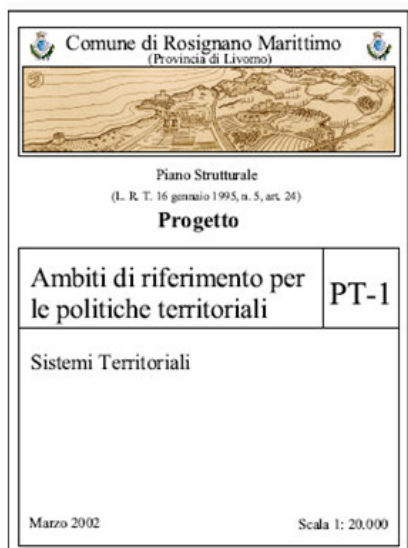 Comune di Rosignano Marittimo
(Provincia di Livorno)
Piano Strutturale
(L. R. T. 16 gennaio 1995, n. 5, art. 24)
Progetto
Ambiti di riferimento per
le politiche territoriali
PT-1
Sistemi Territoriali
Marzo 2002
Scala 1: 20.000